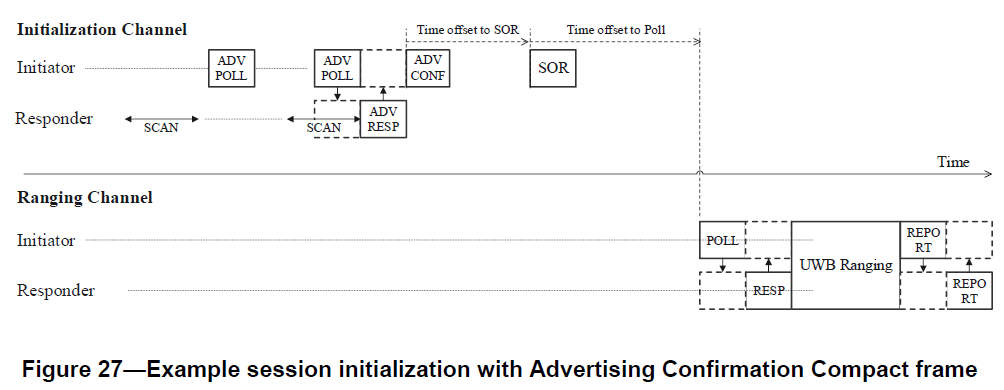 Initialization Channel
Time offset to SOR
Time offset to Poll
Initiator
ADV
POLL
ADV
POLL
ADV
CONF
SOR
Responder
SCAN
SCAN
ADV
RESP
Time
Ranging Channel
Initiator
POLL
UWB Ranging
REPO
RT
Responder
RESP
REPO
RT
Figure 27—Example session initialization with Advertising Confirmation Compact frame